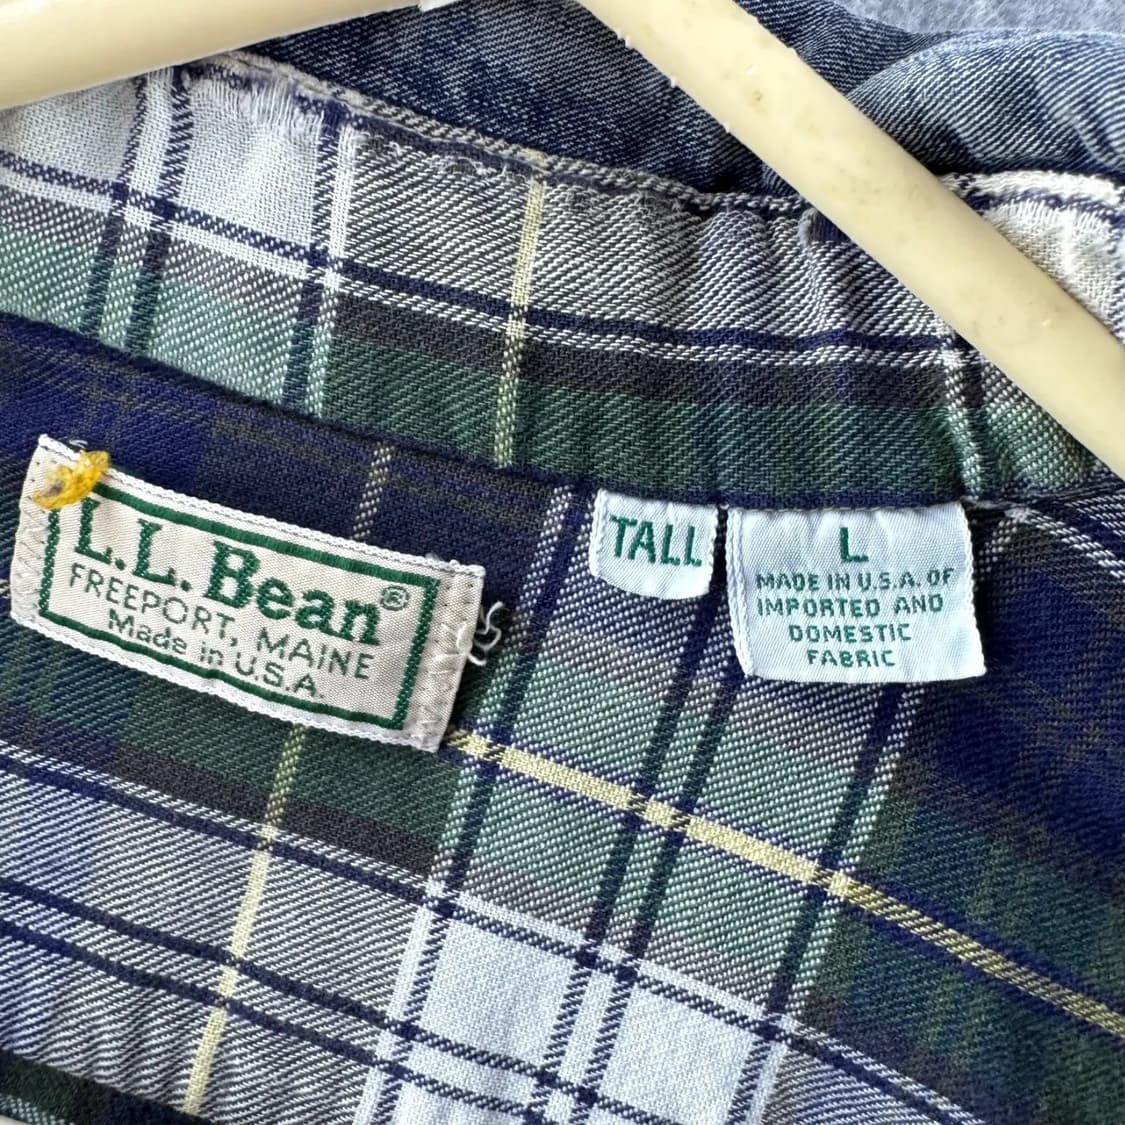 L.L. Bean®
FREEPORT, MAINE
Made in U.S.A.
TALL
L
MADE IN U.S.A. OF
IMPORTED AND
DOMESTIC
FABRIC